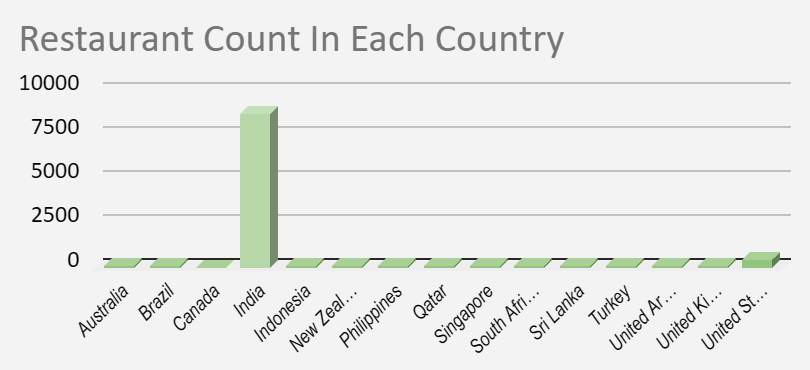 Restaurant Count In Each Country
10000
7500
5000
2500
0
Australia
Brazil
Canada
India
Indonesia
New Zeal...
Philippines
Qatar
Singapore
South Afri...
Sri Lanka
Turkey
United Ar...
United Ki...
United St...